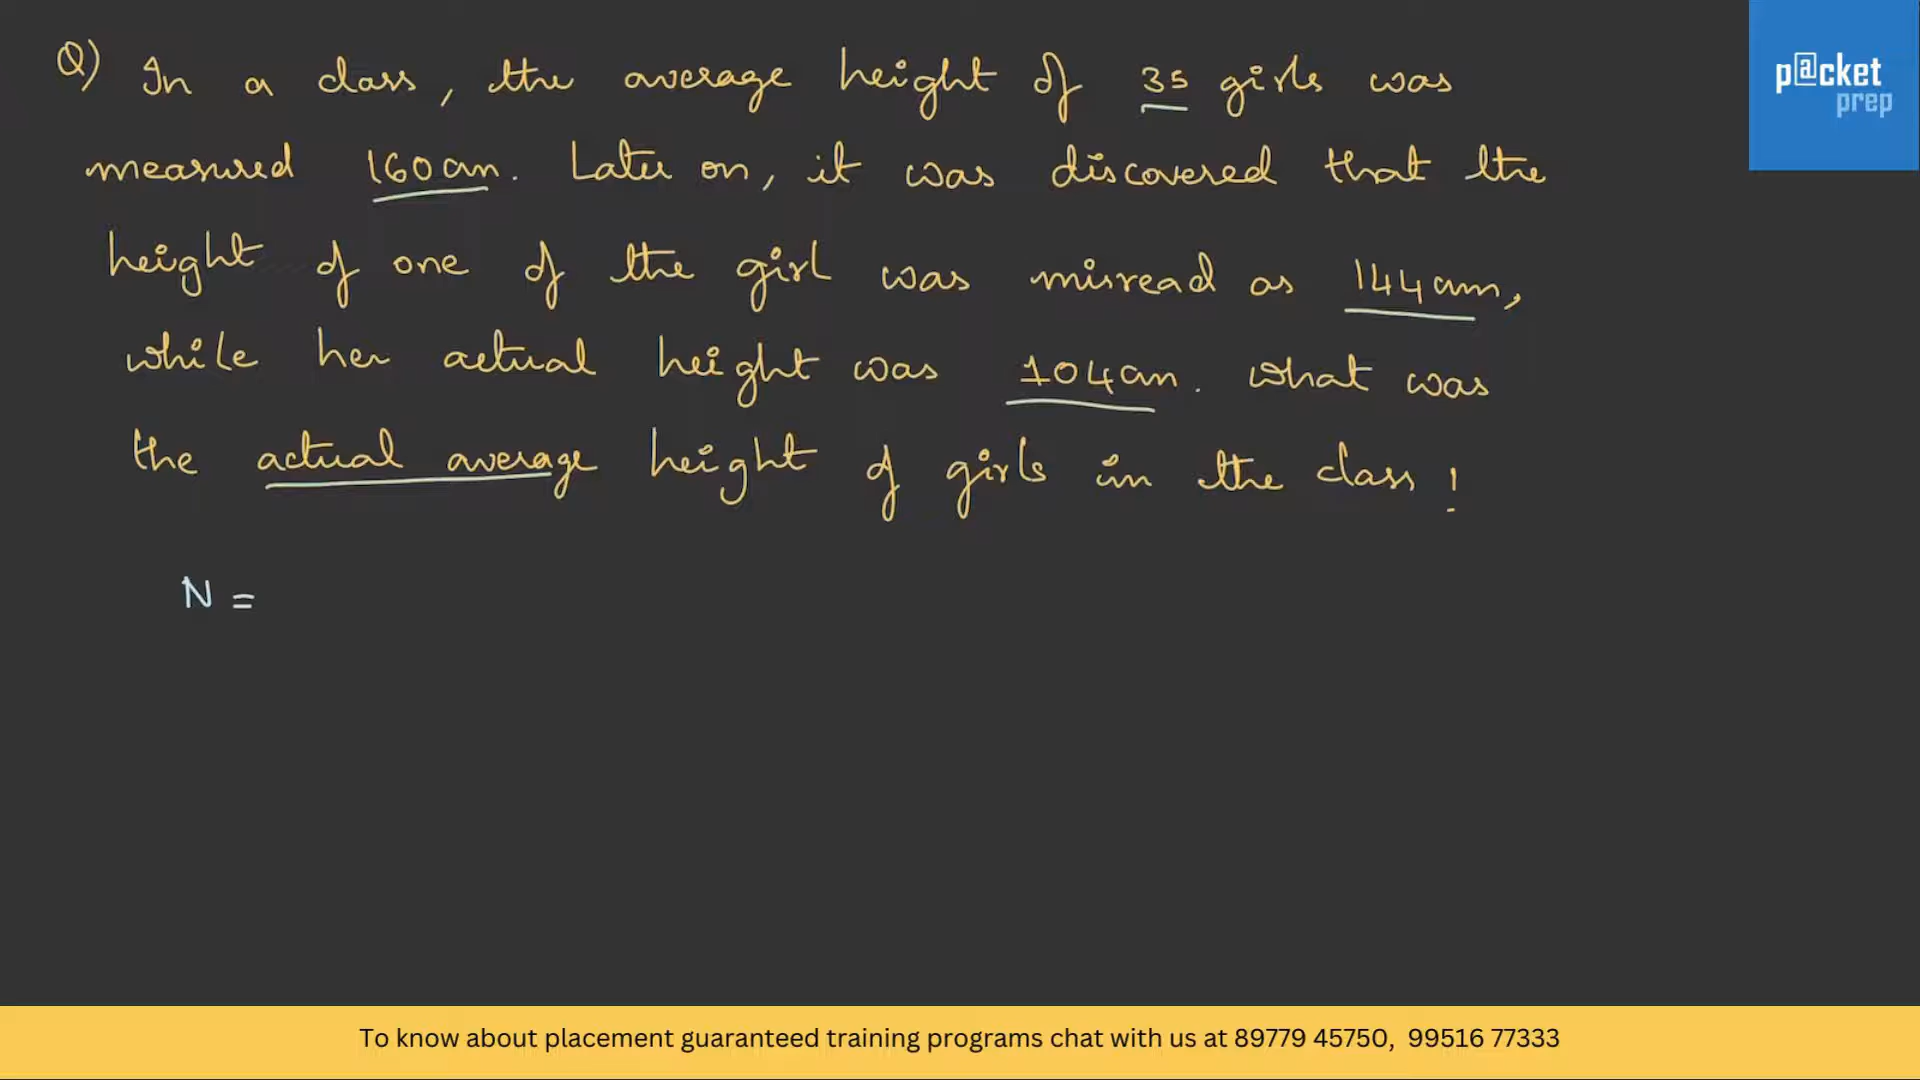 Q) In a class, the average height of 35 girls was
measured 160cm. Later on, it was discovered that the
height of one of the girl was misread as 144cm,
while her actual height was 104cm. what was
the actual average height of girls in the class !
N =
p@cket
prep
To know about placement guaranteed training programs chat with us at 89779 45750, 99516 77333